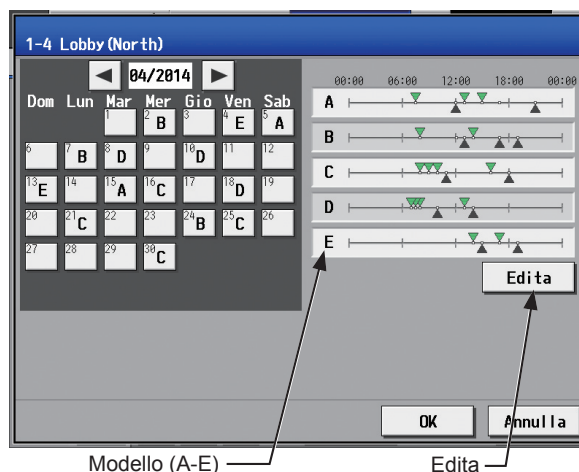 1-4 Lobby(North)
04/2014
Dom Lun Mar Mer Gio Ven Sab
1 2 B 3 4 E 5 A
6 7 B 8 D 9 10 D 11 12
13 E 14 15 A 16 C 17 18 D 19
20 21 C 22 23 24 B 25 C 26
27 28 29 30 C
00:00 06:00 12:00 18:00 00:00
A
B
C
D
E
Edita
OK Annulla
Modello (A-E) Edita